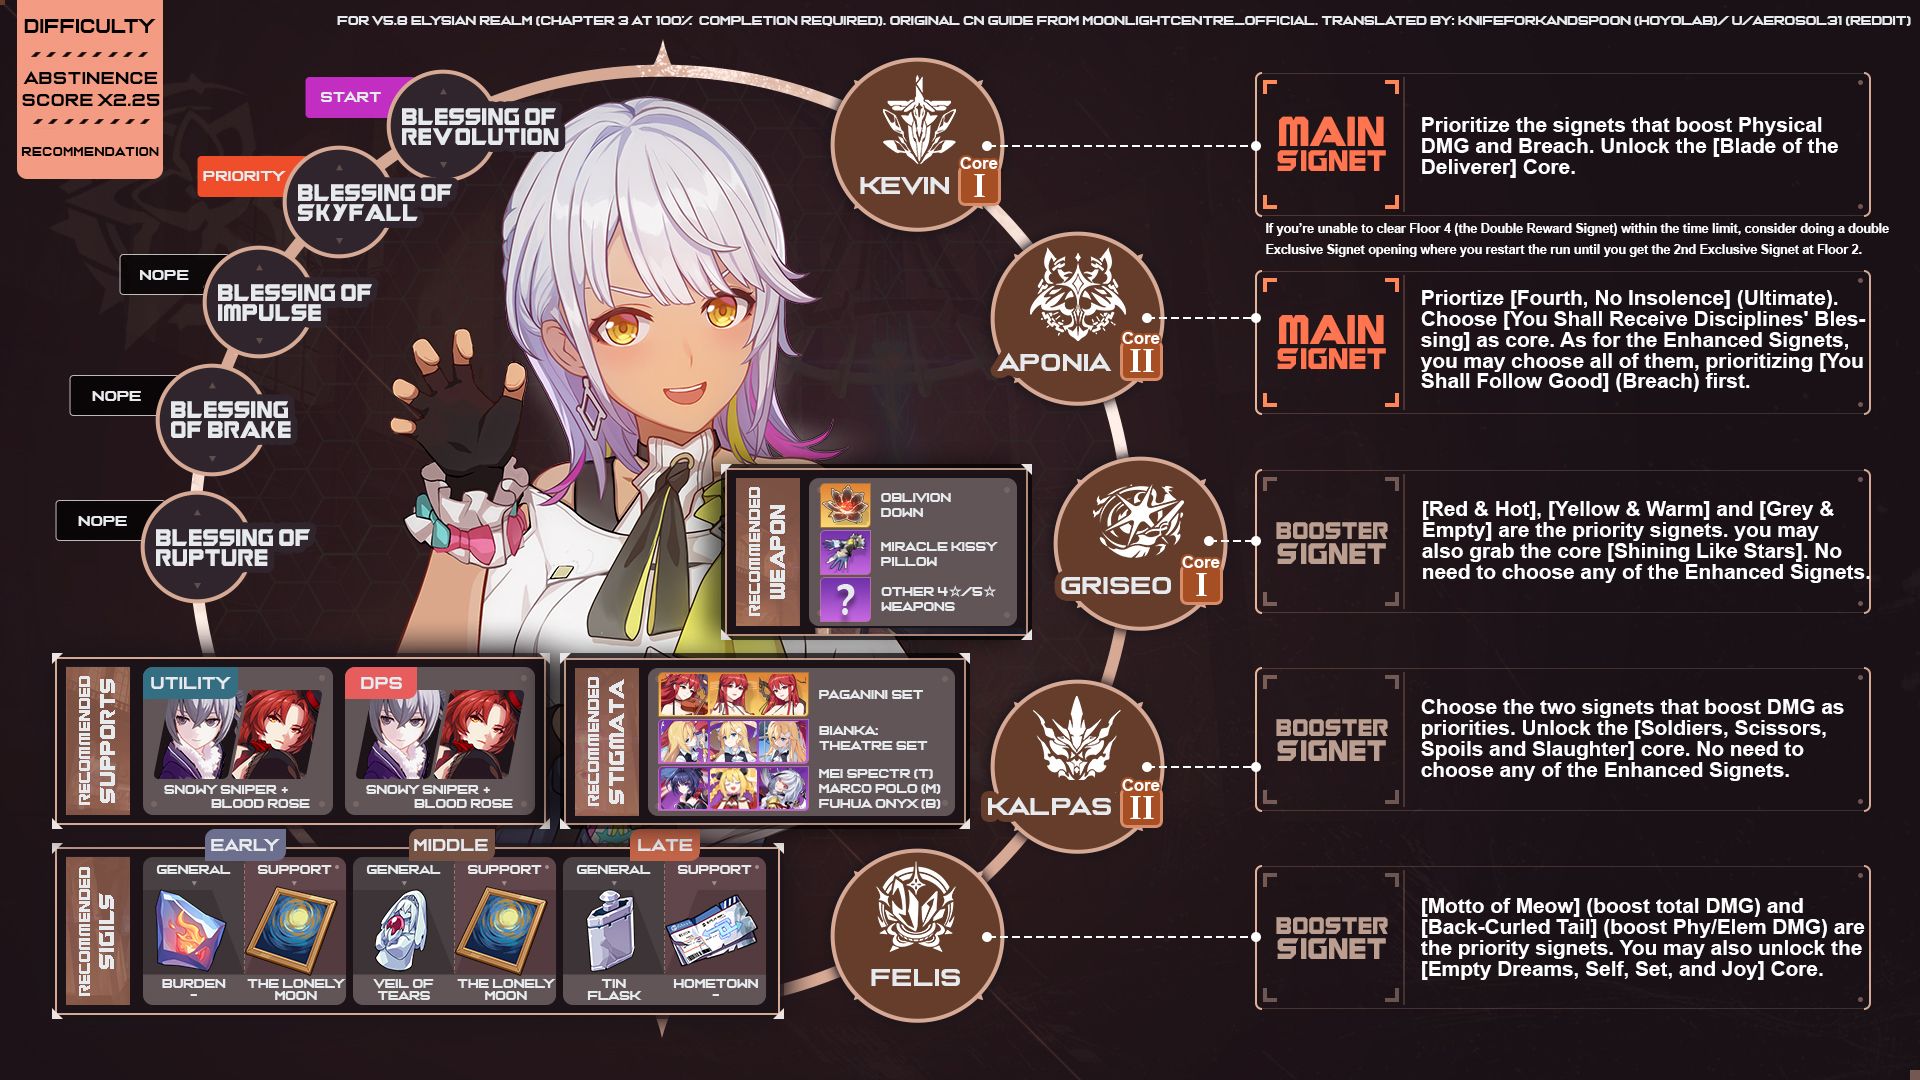 DIFFICULTY
ABSTINENCE
SCORE X2.25
RECOMMENDATION
FOR V5.8 ELYSIAN REALM (CHAPTER 3 AT 100% COMPLETION REQUIRED). ORIGINAL CN GUIDE FROM MOONLIGHTCENTRE_OFFICIAL. TRANSLATED BY: KNIFEFORKANDSPOON (HOYOLAB)/ U/AEROSOL31 (REDDIT)
START
BLESSING OF
REVOLUTION
PRIORITY
BLESSING OF
SKYFALL
NOPE
BLESSING OF
IMPULSE
NOPE
BLESSING
OF BRAKE
NOPE
BLESSING OF
RUPTURE
KEVIN
Core
I
MAIN
SIGNET
Prioritize the signets that boost Physical
DMG and Breach. Unlock the [Blade of the
Deliverer] Core.
If you're unable to clear Floor 4 (the Double Reward Signet) within the time limit, consider doing a double
Exclusive Signet opening where you restart the run until you get the 2nd Exclusive Signet at Floor 2.
APONIA
Core
II
MAIN
SIGNET
Priortize [Fourth, No Insolence] (Ultimate).
Choose [You Shall Receive Disciplines' Bles-
sing] as core. As for the Enhanced Signets,
you may choose all of them, prioritizing [You
Shall Follow Good] (Breach) first.
GRISEO
Core
I
BOOSTER
SIGNET
[Red & Hot], [Yellow & Warm] and [Grey &
Empty] are the priority signets. you may
also grab the core [Shining Like Stars]. No
need to choose any of the Enhanced Signets.
KALPAS
Core
II
BOOSTER
SIGNET
Choose the two signets that boost DMG as
priorities. Unlock the [Soldiers, Scissors,
Spoils and Slaughter] core. No need to
choose any of the Enhanced Signets.
FELIS
BOOSTER
SIGNET
[Motto of Meow] (boost total DMG) and
[Back-Curled Tail] (boost Phy/Elem DMG) are
the priority signets. You may also unlock the
[Empty Dreams, Self, Set, and Joy] Core.
RECOMMENDED
WEAPON
OBLIVION
DOWN
MIRACLE KISSY
PILLOW
?
OTHER 4☆/5☆
WEAPONS
RECOMMENDED
SUPPORTS
UTILITY
SNOWY SNIPER +
BLOOD ROSE
DPS
SNOWY SNIPER +
BLOOD ROSE
RECOMMENDED
STIGMATA
PAGANINI SET
BIANKA:
THEATRE SET
MEI SPECTR (T)
MARCO POLO (M)
FUHUA ONYX (B)
RECOMMENDED
SIGILS
EARLY
GENERAL
SUPPORT
BURDEN
-
THE LONELY
MOON
MIDDLE
GENERAL
SUPPORT
VEIL OF
TEARS
THE LONELY
MOON
LATE
GENERAL
SUPPORT
TIN
FLASK
HOMETOWN
-